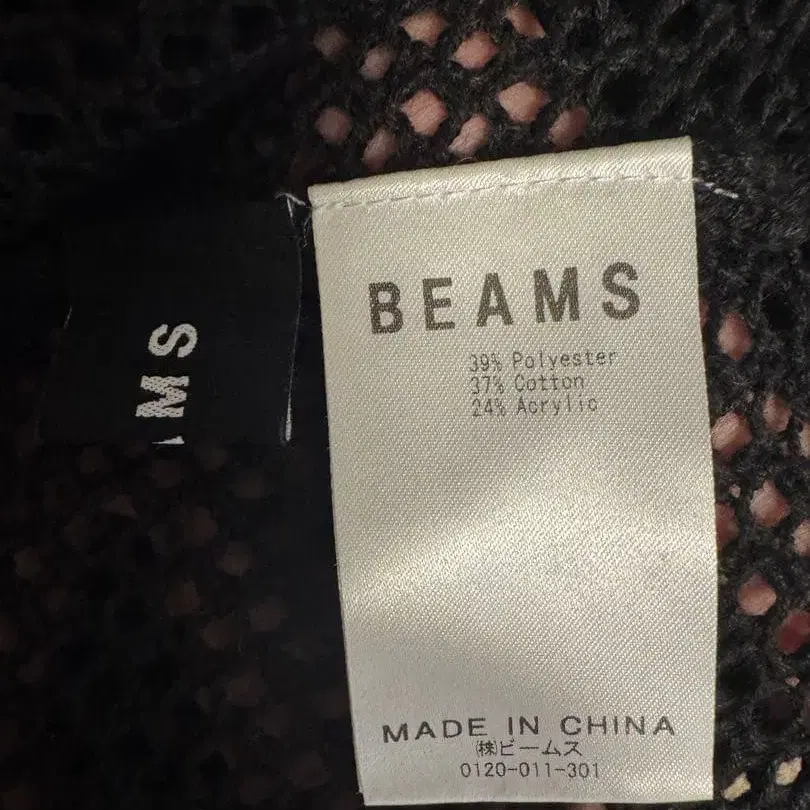 BEAMS
39% Polyester
37% Cotton
24% Acrylic
MADE IN CHINA
㈱ビームス
0120-011-301
MS